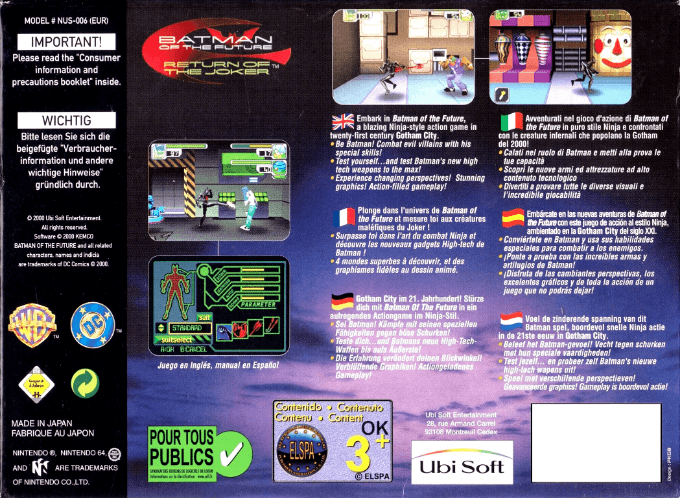 MODEL # NUS-006 (EUR)
IMPORTANT!
Please read the "Consumer
information and
precautions booklet" inside.
WICHTIG
Bitte lesen Sie sich die
beigefügte "Verbraucher-
information und andere
wichtige Hinweise"
gründlich durch.
© 2000 Ubi Soft Entertainment.
All rights reserved.
Software © 2000 KEMCO
BATMAN OF THE FUTURE and all related
characters, names and indicia
are trademarks of DC Comics © 2000.
WB
TM
DC
TM
MADE IN JAPAN
FABRIQUE AU JAPON
NINTENDO ®, NINTENDO 64,
AND ARE TRADEMARKS
OF NINTENDO CO.,LTD.
BATMAN
OF THE FUTURE
RETURN OF
THE JOKER
PARAMETER
suit
STANDARD
suitselect
B:CANCEL
Juego en Inglés, manual en Español
Embark in Batman of the Future,
a blazing Ninja-style action game in
twenty-first century Gotham City.
• Be Batman! Combat evil villains with his
special skills!
• Test yourself...and test Batman's new high
tech weapons to the max!
• Experience changing perspectives! Stunning
graphics! Action-filled gameplay!
Plonge dans l'univers de Batman of
the Future et mesure toi aux créatures
maléfiques du Joker !
• Surpasse toi dans l'art du combat Ninja et
découvre les nouveaux gadgets High-tech de
Batman !
• 4 mondes superbes à découvrir, et des
graphismes fidèles au dessin animé.
Gotham City im 21. Jahrhundert! Stürze
dich mit Batman Of The Future in ein
aufregendes Actiongame im Ninja-Stil.
• Sei Batman! Kämpfe mit seinen speziellen
Fähigkeiten gegen böse Schurken!
• Teste Dich...und Batmans neue High-Tech-
Waffen bis aufs Äußerste!
• Die Erfahrung verändert deinen Blickwinkel!
Verblüffende Graphiken! Actiongeladenes
Gameplay!
Avventurati nel gioco d'azione di Batman of
the Future in puro stile Ninja e confrontati
con le creature infernali che popolano la Gotham
del 2000!
• Calati nel ruolo di Batman e metti alla prova le
tue capacità
• Scopri le nuove armi ed attrezzature ad alto
contenuto tecnologico
• Divertiti a provare tutte le diverse visuali e
l'incredibile giocabilità
Embárcate en las nuevas aventuras de Batman of
the Future con este juego de acción al estilo Ninja,
ambientado en la Gotham City del siglo XXI.
• Conviértete en Batman y usa sus habilidades
especiales para combatir a los enemigos.
• ¡Ponte a prueba con las increíbles armas y
artilugios de Batman!
• ¡Disfruta de las cambiantes perspectivas, los
excelentes gráficos y de toda la acción de un
juego que no podrás dejar!
Voel de zinderende spanning van dit
Batman spel, boordevol snelle Ninja actie
in de 21ste eeuw in Gotham City.
• Beleef het Batman-gevoel! Vecht tegen schurken
met hun speciale vaardigheden!
• Test jezelf... en probeer zelf Batman's nieuwe
high-tech wapens uit!
• Speel met verschillende perspectieven!
Geavanceerde graphics! Gameplay is boordevol actie!
POUR TOUS
PUBLICS
Contenido • Contenuto
Contenu • Content
ELSPA
OK
3+
© ELSPA
Ubi Soft Entertainment
28, rue Armand Carrel
93108 Montreuil Cedex
Ubi Soft